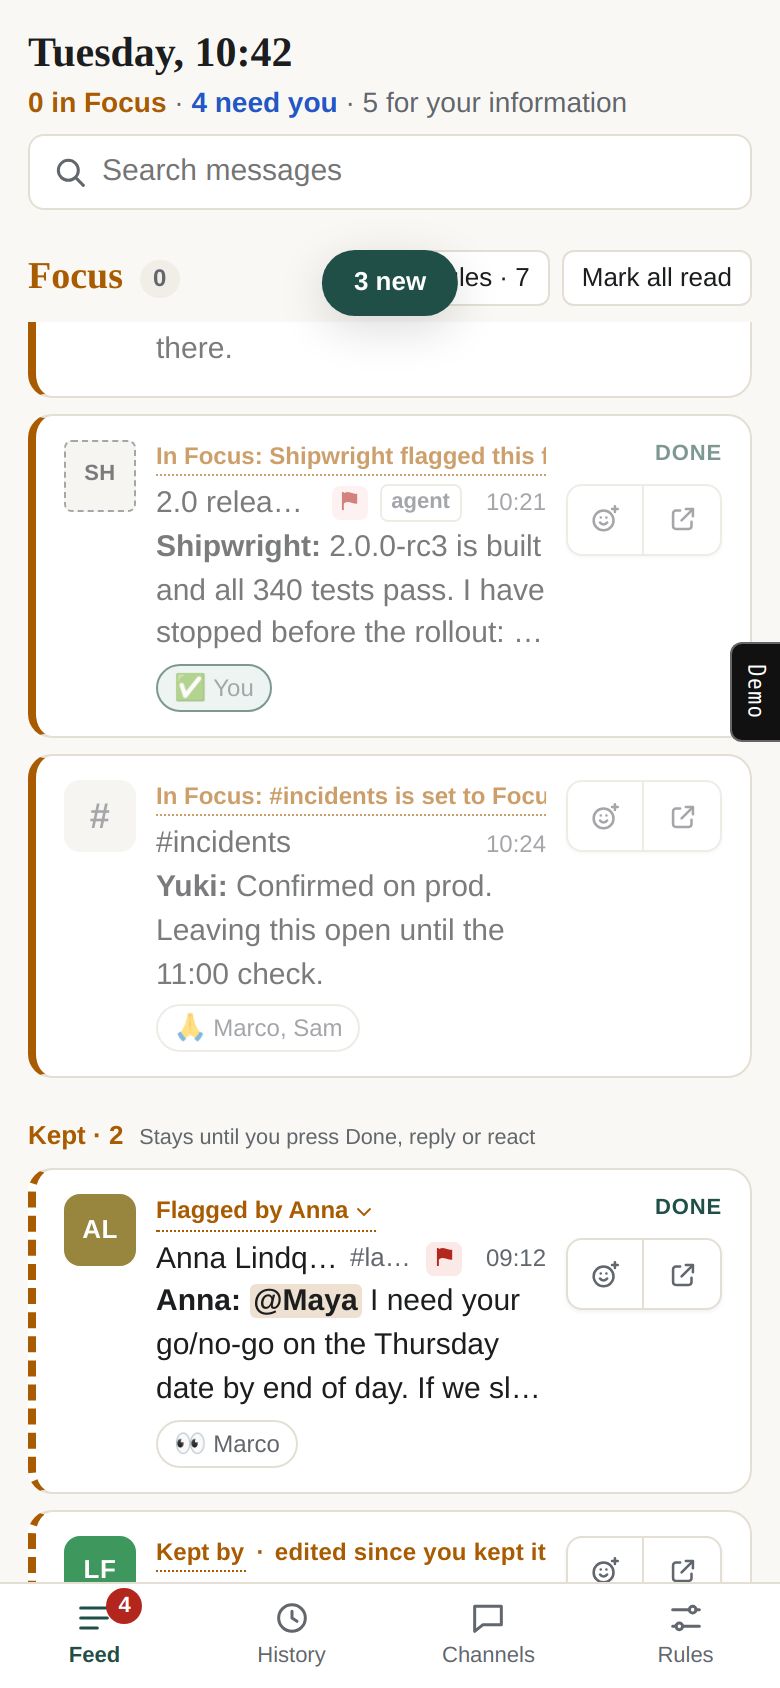 Tuesday, 10:42
0 in Focus · 4 need you · 5 for your information
Search messages
Focus 0
3 new
· 7
Mark all read
there.
SH
In Focus: Shipwright flagged this
DONE
2.0 relea… agent 10:21
Shipwright: 2.0.0-rc3 is built
and all 340 tests pass. I have
stopped before the rollout: …
✅ You
Demo
#
In Focus: #incidents is set to
#incidents 10:24
Yuki: Confirmed on prod.
Leaving this open until the
11:00 check.
🙏 Marco, Sam
Kept · 2 Stays until you press Done, reply or react
AL
Flagged by Anna
DONE
Anna Lindq… #la… 09:12
Anna: @Maya I need your
go/no-go on the Thursday
date by end of day. If we sl…
👀 Marco
LF
Kept by · edited since you kept it
4
Feed
History
Channels
Rules